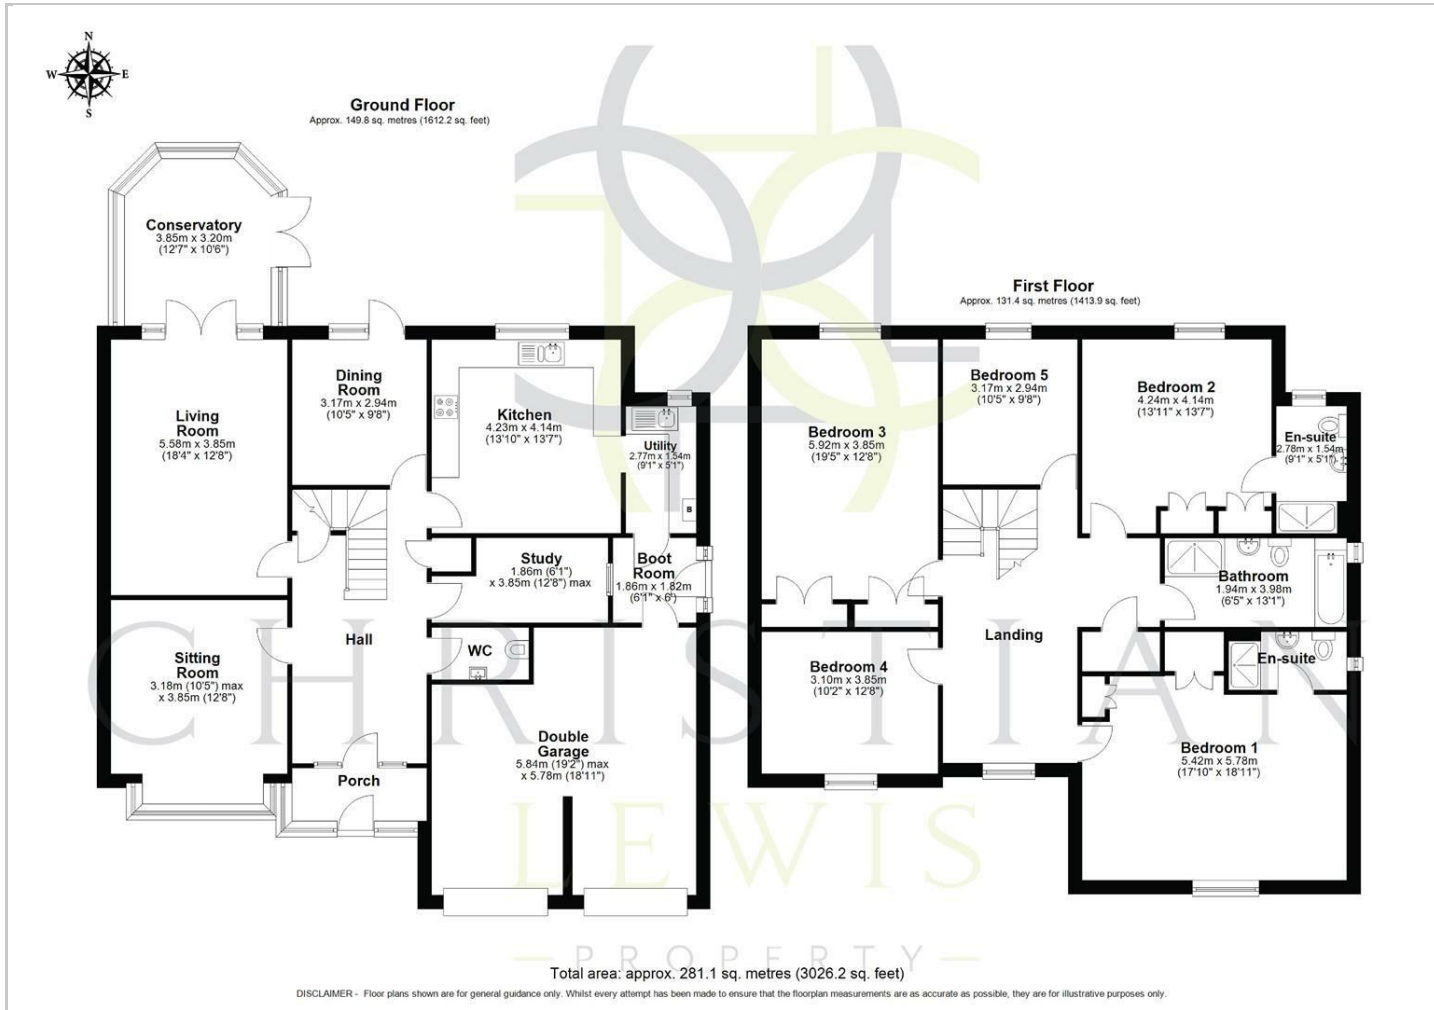 N
W E
S
Ground Floor
Approx. 149.8 sq. metres (1612.2 sq. feet)
Conservatory
3.85m x 3.20m
(12'7" x 10'6")
Living
Room
5.58m x 3.85m
(18'4" x 12'8")
Dining
Room
3.17m x 2.94m
(10'5" x 9'8")
Kitchen
4.23m x 4.14m
(13'10" x 13'7")
Utility
2.77m x 1.54m
(9'1" x 5'1")
B
Study
1.86m (6'1")
x 3.85m (12'8") max
Boot
Room
1.86m x 1.82m
(6'1" x 6')
Hall
WC
Sitting
Room
3.18m (10'5") max
x 3.85m (12'8")
Double
Garage
5.84m (19'2") max
x 5.78m (18'11")
Porch
First Floor
Approx. 131.4 sq. metres (1413.9 sq. feet)
Bedroom 3
5.92m x 3.85m
(19'5" x 12'8")
Bedroom 5
3.17m x 2.94m
(10'5" x 9'8")
Bedroom 2
4.24m x 4.14m
(13'11" x 13'7")
En-suite
2.78m x 1.54m
(9'1" x 5'1")
Bathroom
1.94m x 3.98m
(6'5" x 13'1")
Landing
En-suite
Bedroom 4
3.10m x 3.85m
(10'2" x 12'8")
Bedroom 1
5.42m x 5.78m
(17'10" x 18'11")
CHRISTIAN
LEWIS
PROPERTY
Total area: approx. 281.1 sq. metres (3026.2 sq. feet)
DISCLAIMER - Floor plans shown are for general guidance only. Whilst every attempt has been made to ensure that the floorplan measurements are as accurate as possible, they are for illustrative purposes only.